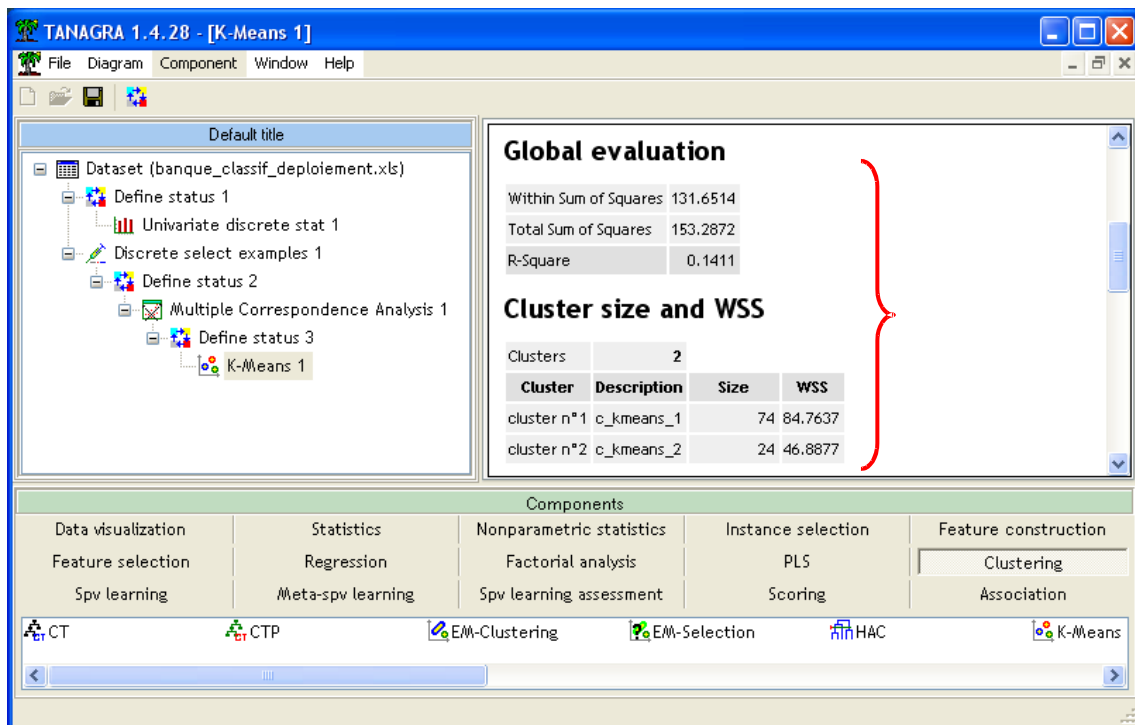 TANAGRA 1.4.28 - [K-Means 1]
File Diagram Component Window Help
Default title
Dataset (banque_classif_deploiement.xls)
Define status 1
Univariate discrete stat 1
Discrete select examples 1
Define status 2
Multiple Correspondence Analysis 1
Define status 3
K-Means 1
Global evaluation
Within Sum of Squares 131.6514
Total Sum of Squares 153.2872
R-Square 0.1411
Cluster size and WSS
Clusters 2
Cluster Description Size WSS
cluster n°1 c_kmeans_1 74 84.7637
cluster n°2 c_kmeans_2 24 46.8877
Components
Data visualization Statistics Nonparametric statistics Instance selection Feature construction
Feature selection Regression Factorial analysis PLS Clustering
Spv learning Meta-spv learning Spv learning assessment Scoring Association
CT CTP EM-Clustering EM-Selection HAC K-Means